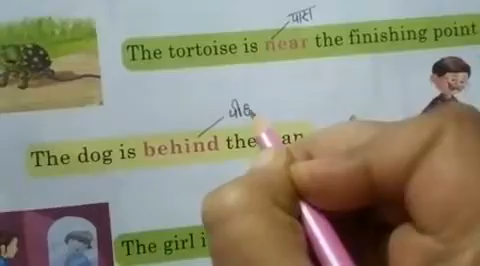 पास
The tortoise is near the finishing point
The dog is behind the
The girl